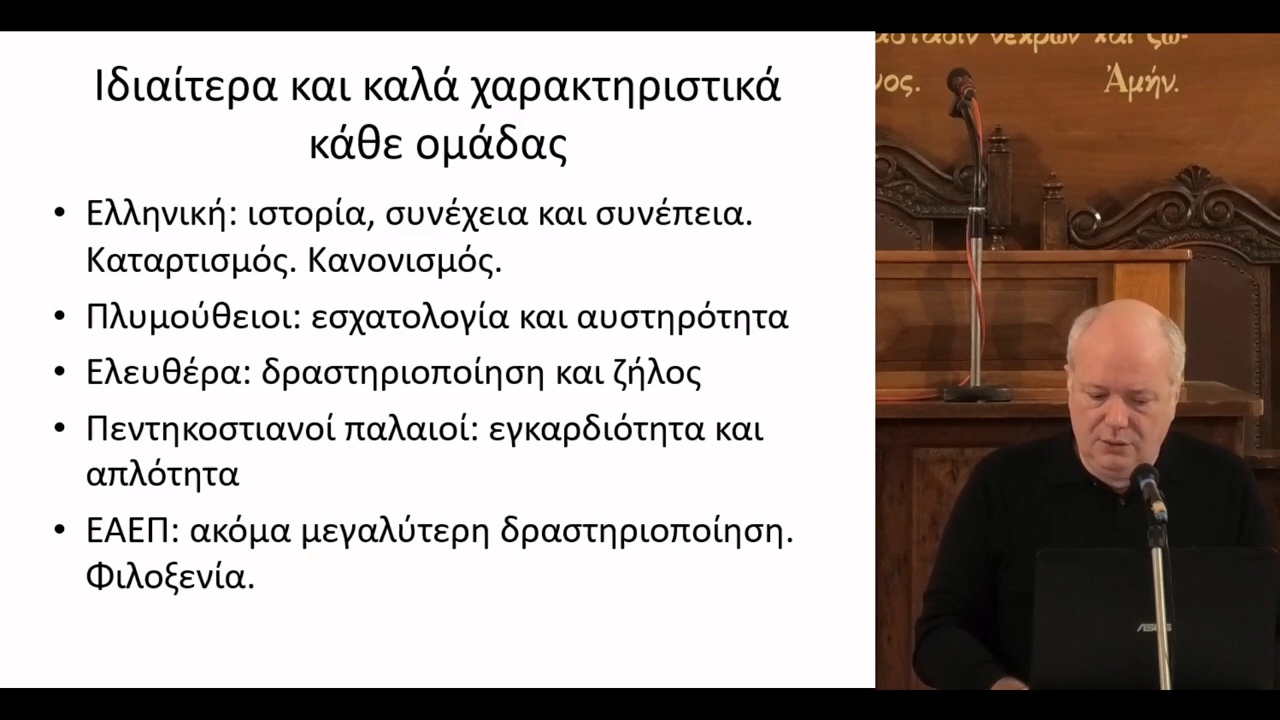 Ιδιαίτερα και καλά χαρακτηριστικά
κάθε ομάδας
• Ελληνική: ιστορία, συνέχεια και συνέπεια.
Καταρτισμός. Κανονισμός.
• Πλυμούθειοι: εσχατολογία και αυστηρότητα
• Ελευθέρα: δραστηριοποίηση και ζήλος
• Πεντηκοστιανοί παλαιοί: εγκαρδιότητα και
απλότητα
• ΕΑΕΠ: ακόμα μεγαλύτερη δραστηριοποίηση.
Φιλοξενία.
νεκρῶν καὶ ζω-
Ἀμήν.
ASUS